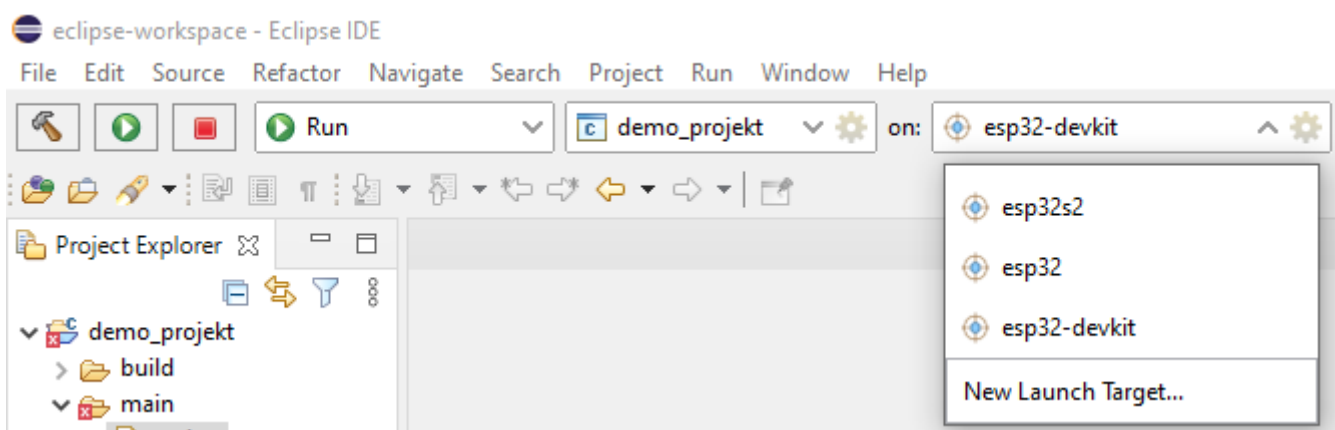 eclipse-workspace - Eclipse IDE
File Edit Source Refactor Navigate Search Project Run Window Help
Run demo_projekt on: esp32-devkit
Project Explorer
esp32s2
esp32
esp32-devkit
New Launch Target...
demo_projekt
build
main